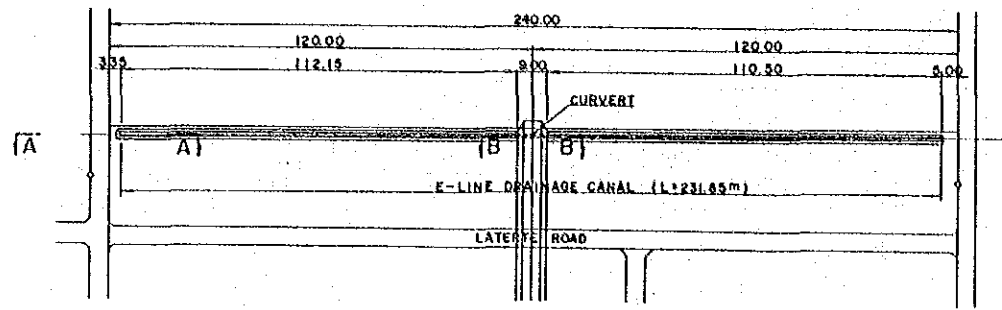 240.00
120.00 120.00
3.35 112.15 9.00 110.50 5.00
CURVERT
A A B B
E-LINE DRAINAGE CANAL (L=231.65m)
LATERTE ROAD